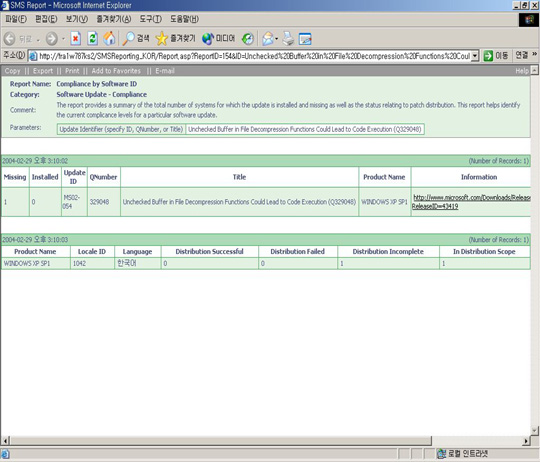 SMS Report - Microsoft Internet Explorer
파일(F) 편집(E) 보기(V) 즐겨찾기(A) 도구(T) 도움말(H)
뒤로 검색 즐겨찾기 미디어
주소(D) http://tra1w787ks2/SMSReporting_KOR/Report.asp?ReportID=154&ID=Unchecked%20Buffer%20in%20File%20Decompression%20Functions%20Coul 이동 연결 »
Copy || Export || Print || Add to Favorites || E-mail Help
Report Name: Compliance by Software ID
Category: Software Update - Compliance
Comment: The report provides a summary of the total number of systems for which the update is installed and missing as well as the status relating to patch distribution. This report helps identify
the current compliance levels for a particular software update.
Parameters: Update Identifier (specify ID, QNumber, or Title) Unchecked Buffer in File Decompression Functions Could Lead to Code Execution (Q329048)
2004-02-29 오후 3:10:02 (Number of Records: 1)
Missing Installed Update ID QNumber Title Product Name Information
1 0 MS02-054 329048 Unchecked Buffer in File Decompression Functions Could Lead to Code Execution (Q329048) WINDOWS XP SP1 http://www.microsoft.com/Downloads/Release
ReleaseID=43419
2004-02-29 오후 3:10:03 (Number of Records: 1)
Product Name Locale ID Language Distribution Successful Distribution Failed Distribution Incomplete In Distribution Scope
WINDOWS XP SP1 1042 한국어 0 0 1 1
로컬 인트라넷